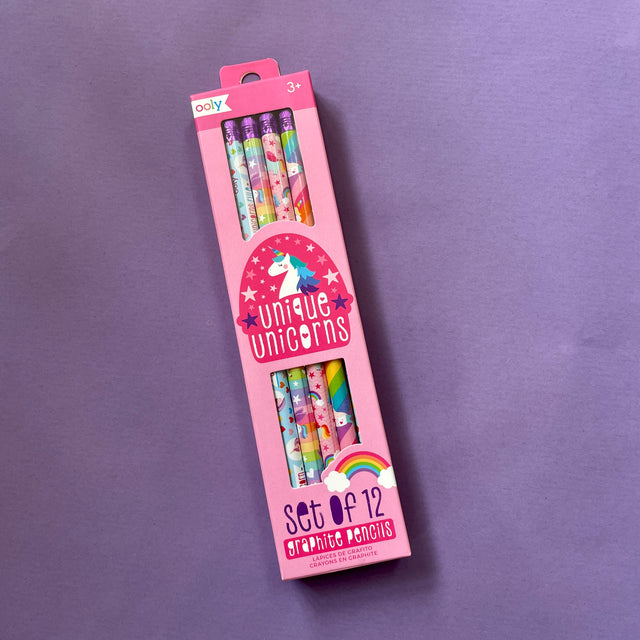 ooly
3+
unique
unicorns
set of 12
graphite pencils
LÁPICES DE GRAFITO
CRAYONS EN GRAPHITE